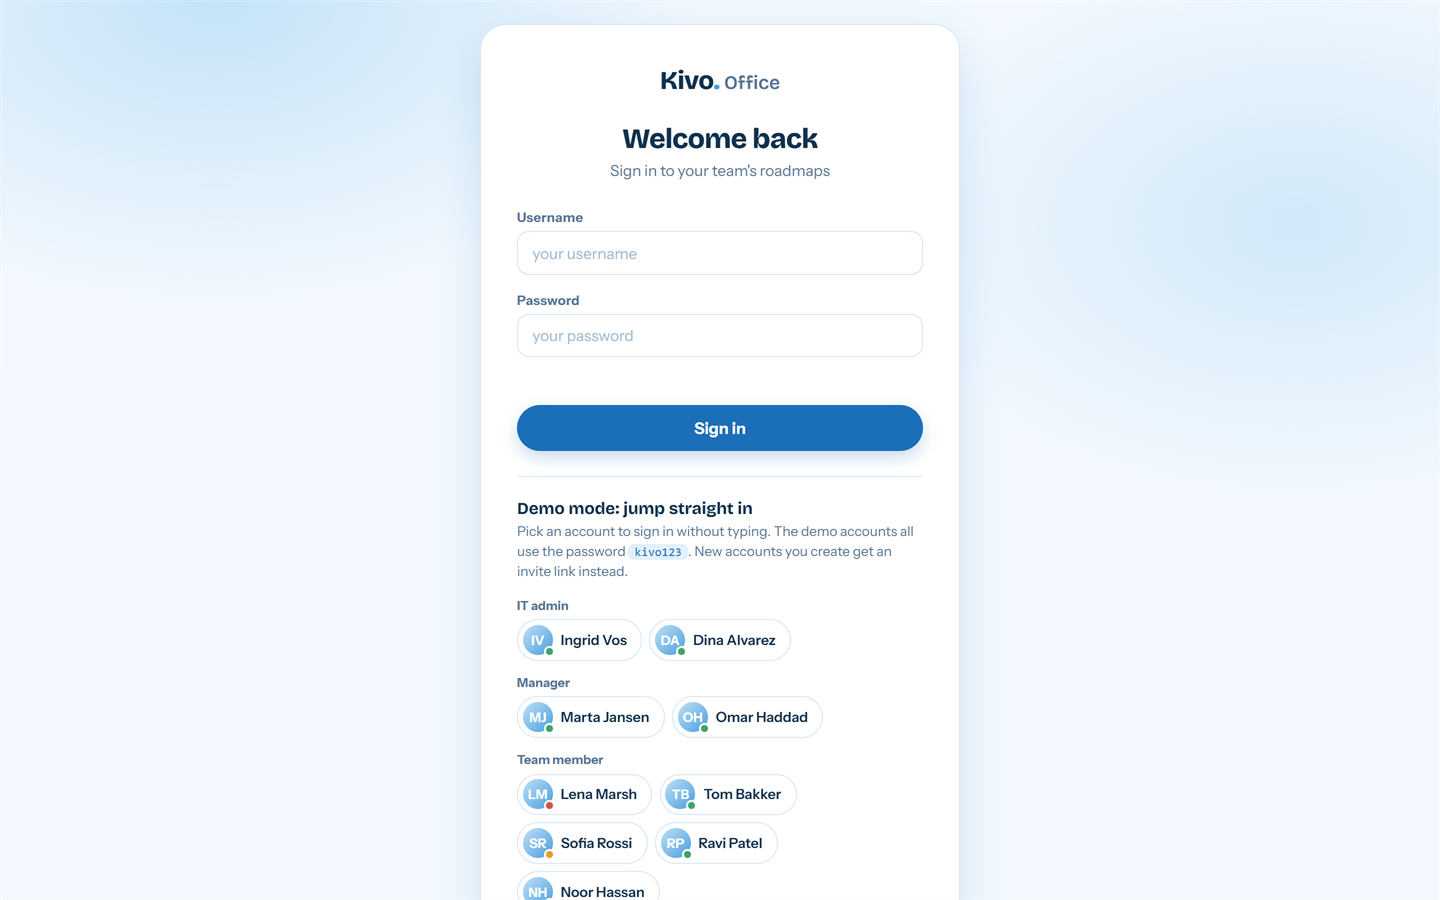 Kivo. Office
Welcome back
Sign in to your team's roadmaps
Username
your username
Password
your password
Sign in
Demo mode: jump straight in
Pick an account to sign in without typing. The demo accounts all
use the password kivo123. New accounts you create get an
invite link instead.
IT admin
IV Ingrid Vos DA Dina Alvarez
Manager
MJ Marta Jansen OH Omar Haddad
Team member
LM Lena Marsh TB Tom Bakker
SR Sofia Rossi RP Ravi Patel
NH Noor Hassan